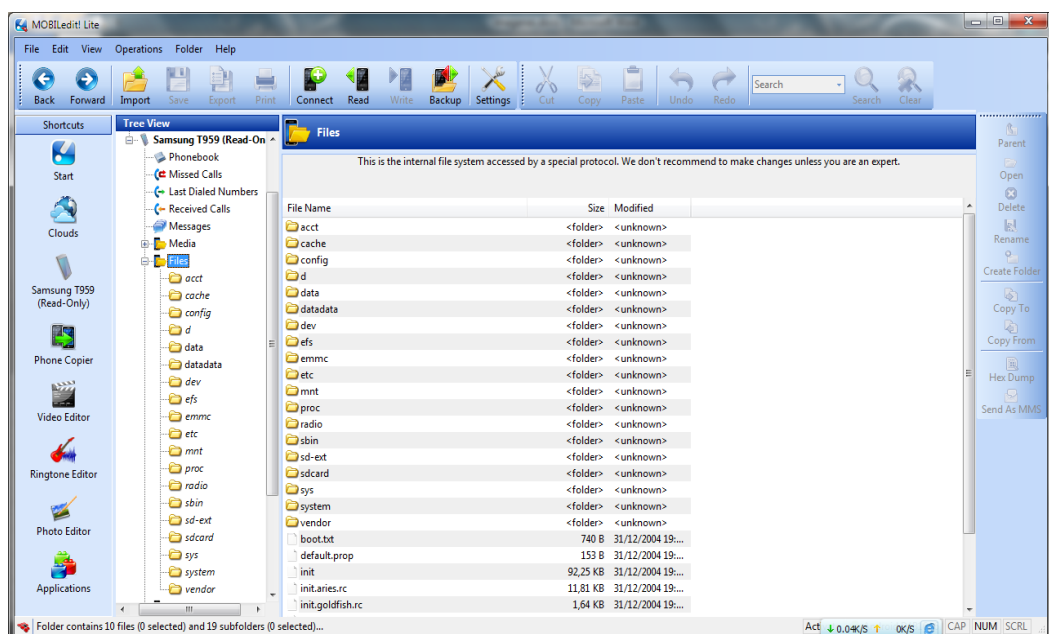 MOBILedit! Lite
File Edit View Operations Folder Help
Back Forward Import Save Export Print Connect Read Write Backup Settings Cut Copy Paste Undo Redo Search Search Clear
Shortcuts
Start
Clouds
Samsung T959
(Read-Only)
Phone Copier
Video Editor
Ringtone Editor
Photo Editor
Applications
Tree View
Samsung T959 (Read-On
Phonebook
Missed Calls
Last Dialed Numbers
Received Calls
Messages
Media
Files
acct
cache
config
d
data
datadata
dev
efs
emmc
etc
mnt
proc
radio
sbin
sd-ext
sdcard
sys
system
vendor
Files
This is the internal file system accessed by a special protocol. We don't recommend to make changes unless you are an expert.
File Name Size Modified
acct <folder> <unknown>
cache <folder> <unknown>
config <folder> <unknown>
d <folder> <unknown>
data <folder> <unknown>
datadata <folder> <unknown>
dev <folder> <unknown>
efs <folder> <unknown>
emmc <folder> <unknown>
etc <folder> <unknown>
mnt <folder> <unknown>
proc <folder> <unknown>
radio <folder> <unknown>
sbin <folder> <unknown>
sd-ext <folder> <unknown>
sdcard <folder> <unknown>
sys <folder> <unknown>
system <folder> <unknown>
vendor <folder> <unknown>
boot.txt 740 B 31/12/2004 19:...
default.prop 153 B 31/12/2004 19:...
init 92,25 KB 31/12/2004 19:...
init.aries.rc 11,81 KB 31/12/2004 19:...
init.goldfish.rc 1,64 KB 31/12/2004 19:...
Parent
Open
Delete
Rename
Create Folder
Copy To
Copy From
Hex Dump
Send As MMS
Folder contains 10 files (0 selected) and 19 subfolders (0 selected)...
Act 0.04K/S 0K/S CAP NUM SCRL